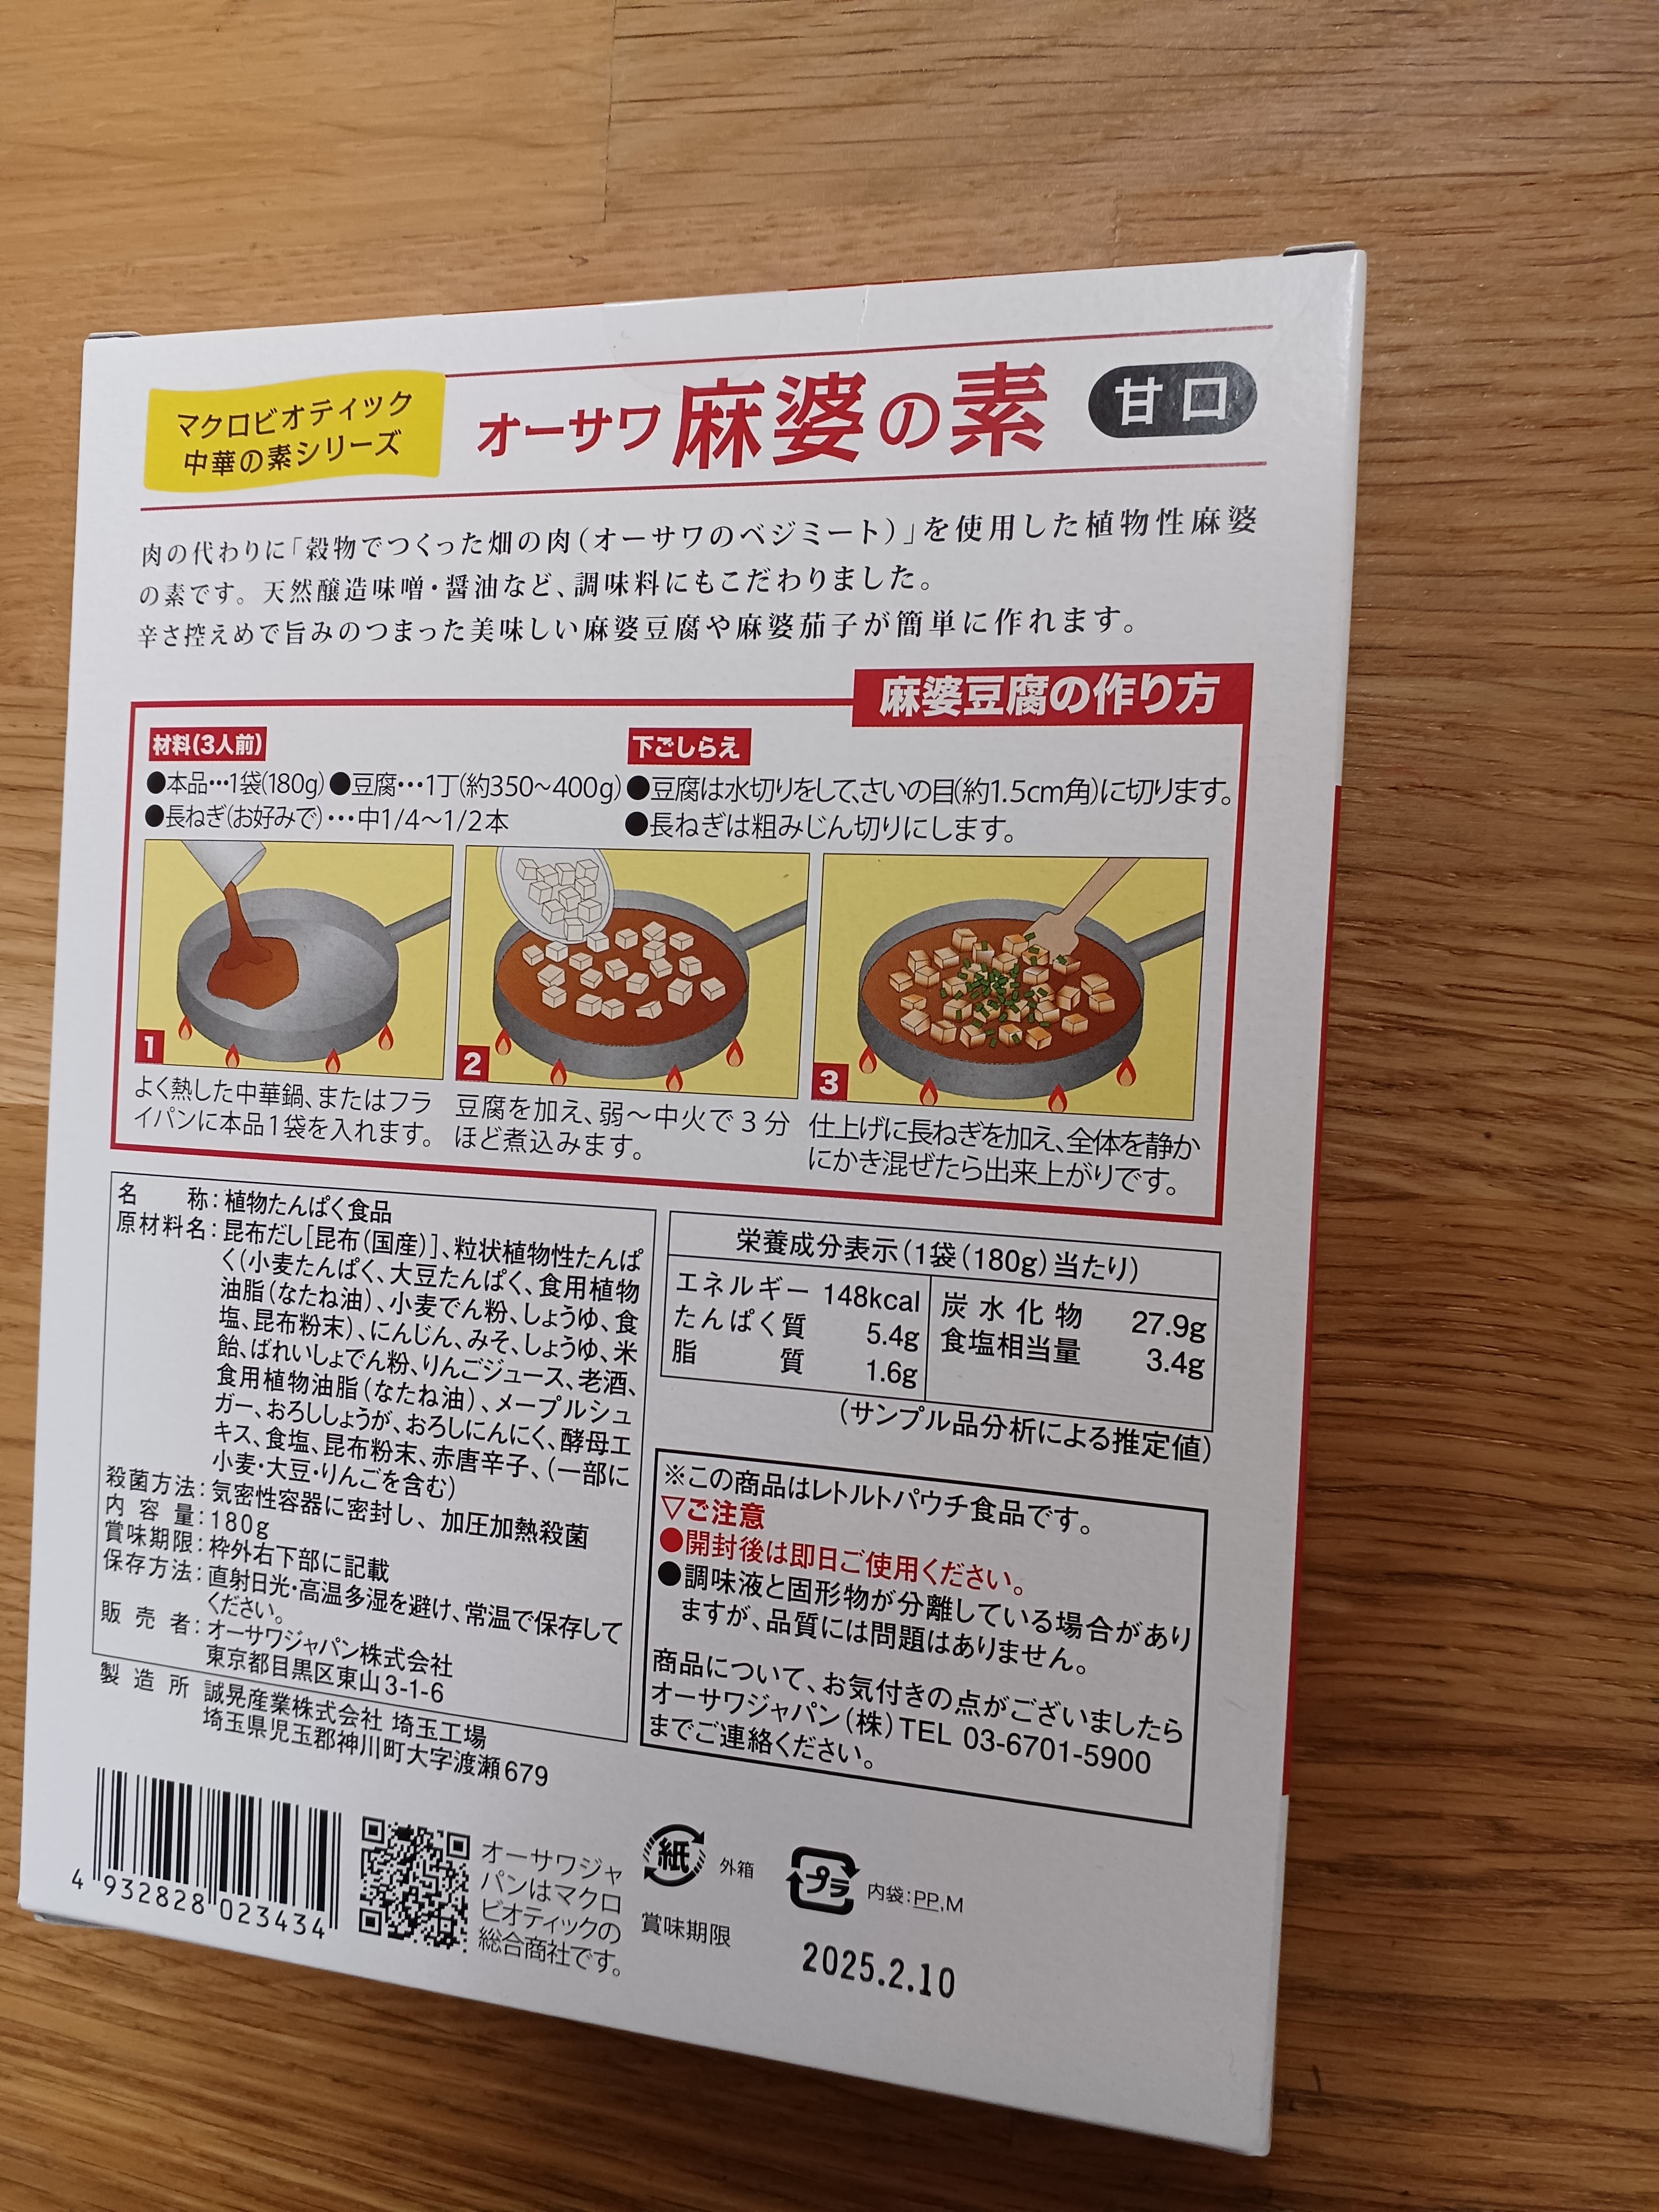 マクロビオティック
中華の素シリーズ
オーサワ 麻婆の素 甘口
肉の代わりに「穀物でつくった畑の肉(オーサワのベジミート)」を使用した植物性麻婆
の素です。天然醸造味噌・醤油など、調味料にもこだわりました。
辛さ控えめで旨みのつまった美味しい麻婆豆腐や麻婆茄子が簡単に作れます。
麻婆豆腐の作り方
材料(3人前)
●本品…1袋(180g) ●豆腐…1丁(約350~400g)
●長ねぎ(お好みで)…中1/4~1/2本
下ごしらえ
●豆腐は水切りをして、さいの目(約1.5cm角)に切ります。
●長ねぎは粗みじん切りにします。
1
よく熱した中華鍋、またはフラ
イパンに本品1袋を入れます。
2
豆腐を加え、弱~中火で3分
ほど煮込みます。
3
仕上げに長ねぎを加え、全体を静か
にかき混ぜたら出来上がりです。
名称:植物たんぱく食品
原材料名:昆布だし[昆布(国産)]、粒状植物性たんぱ
く(小麦たんぱく、大豆たんぱく、食用植物
油脂(なたね油)、小麦でん粉、しょうゆ、食
塩、昆布粉末)、にんじん、みそ、しょうゆ、米
飴、ばれいしょでん粉、りんごジュース、老酒、
食用植物油脂(なたね油)、メープルシュ
ガー、おろししょうが、おろしにんにく、酵母エ
キス、食塩、昆布粉末、赤唐辛子、(一部に
小麦・大豆・りんごを含む)
殺菌方法:気密性容器に密封し、加圧加熱殺菌
内容量:180g
賞味期限:枠外右下部に記載
保存方法:直射日光・高温多湿を避け、常温で保存して
ください。
販売者:オーサワジャパン株式会社
東京都目黒区東山3-1-6
製造所 誠晃産業株式会社 埼玉工場
埼玉県児玉郡神川町大字渡瀬679
栄養成分表示(1袋(180g)当たり)
エネルギー 148kcal
たんぱく質 5.4g
脂質 1.6g
炭水化物 27.9g
食塩相当量 3.4g
(サンプル品分析による推定値)
※この商品はレトルトパウチ食品です。
▽ご注意
●開封後は即日ご使用ください。
●調味液と固形物が分離している場合があり
ますが、品質には問題はありません。
商品について、お気付きの点がございましたら
オーサワジャパン(株)TEL 03-6701-5900
までご連絡ください。
4 932828 023434
オーサワジャ
パンはマクロ
ビオティックの
総合商社です。
紙 外箱
プラ 内袋:PP,M
賞味期限
2025.2.10